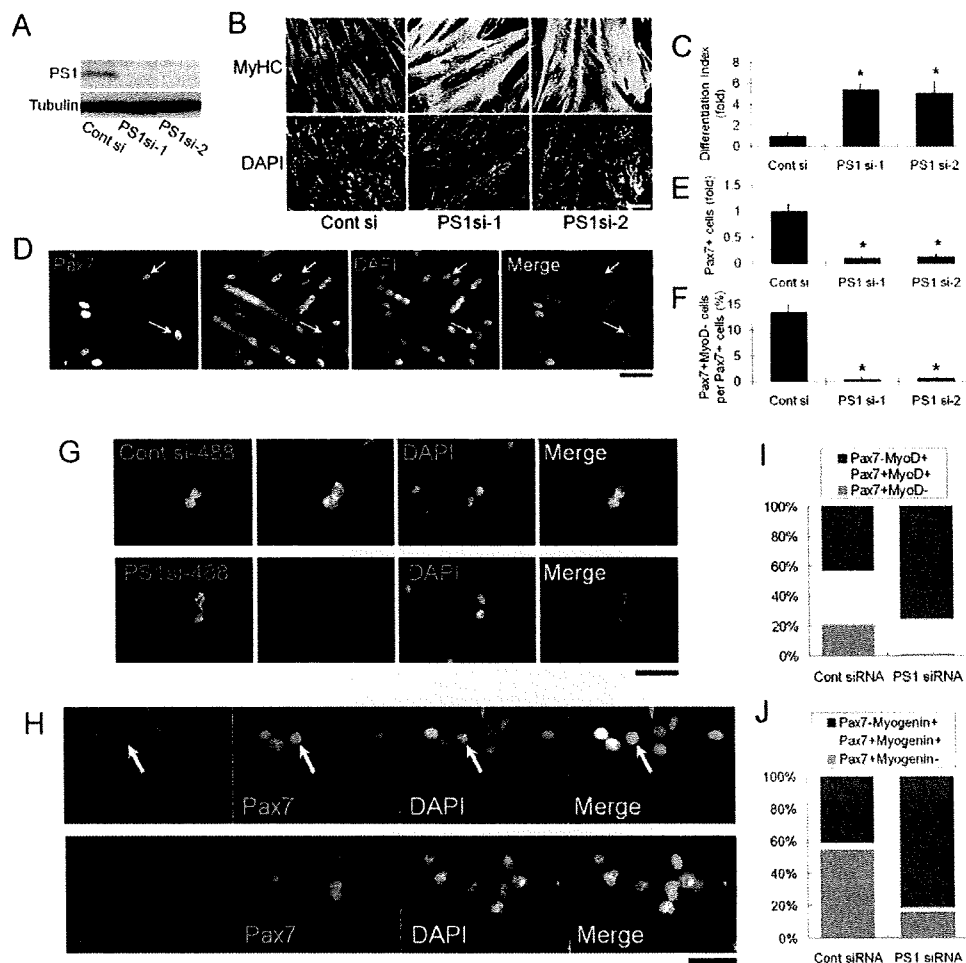 A
PS1
Tubulin
Cont si
PS1si-1
PS1si-2
B
MyHC
DAPI
Cont si
PS1si-1
PS1si-2
C
Differentiation Index
(fold)
8
6
4
2
0
*
*
Cont si
PS1 si-1
PS1 si-2
D
Pax7
DAPI
Merge
E
Pax7+ cells (fold)
1.5
1
0.5
0
*
*
Cont si
PS1 si-1
PS1 si-2
F
Pax7+MyoD- cells
per Pax7+ cells (%)
15
10
5
0
*
*
Cont si
PS1 si-1
PS1 si-2
G
Cont si-488
DAPI
Merge
PS1si-488
DAPI
Merge
H
Pax7
DAPI
Merge
Pax7
DAPI
Merge
I
Pax7-MyoD+
Pax7+MyoD+
Pax7+MyoD-
100%
80%
60%
40%
20%
0%
Cont siRNA
PS1 siRNA
J
Pax7-Myogenin+
Pax7+Myogenin+
Pax7+Myogenin-
100%
80%
60%
40%
20%
0%
Cont siRNA
PS1 siRNA